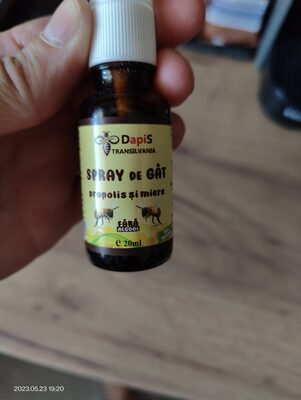 DapiS
TRANSILVANIA
SPRAY DE GÂT
propolis și miere
FĂRĂ
ALCOOL
℮ 20ml
2023.05.23 19:20